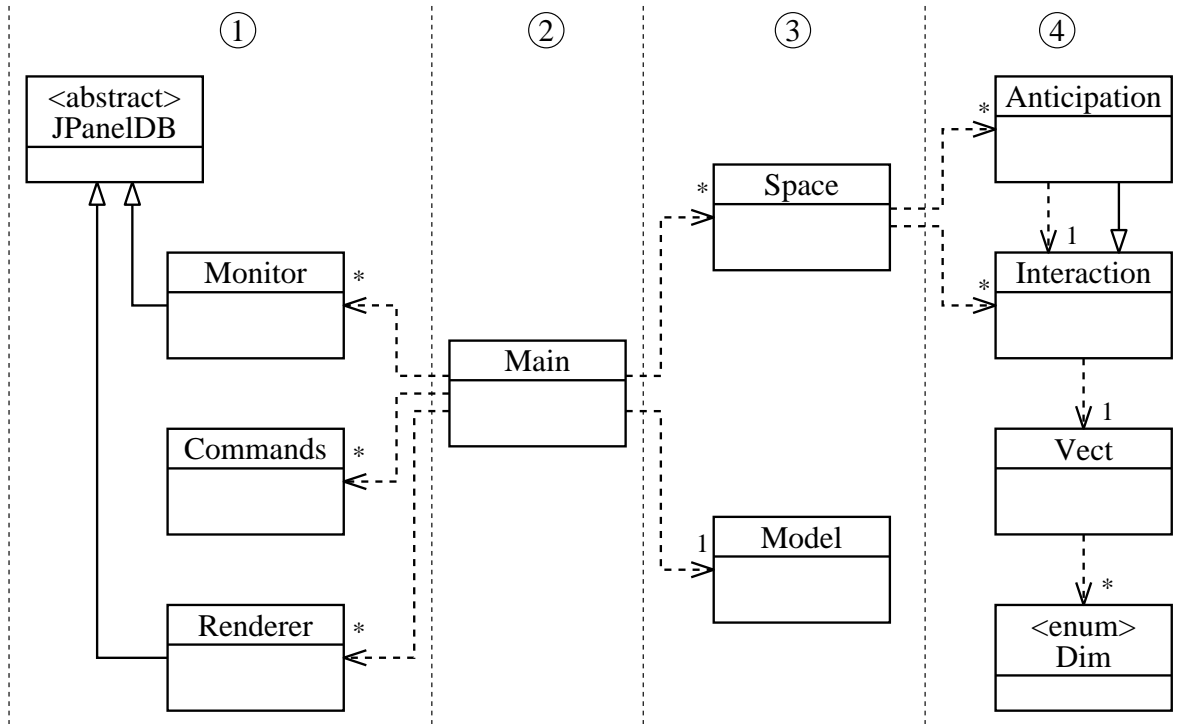 ①
②
③
④
<abstract>
JPanelDB
Anticipation
*
*
Space
1
Monitor
*
Interaction
*
Main
Commands
*
1
Vect
1
Model
*
Renderer
*
<enum>
Dim